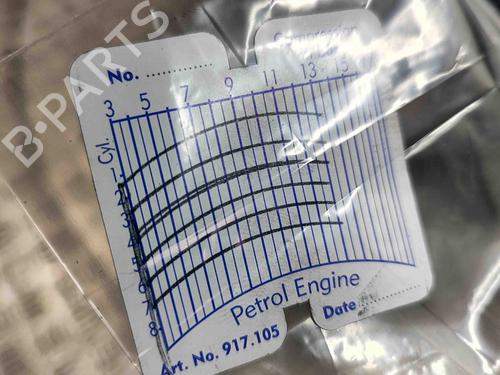 Compression
No. ..............
3 5 7 9 11 13 15
Cyl.
1
2
3
4
5
6
7
8
Petrol Engine
Date
Art. No. 917.105
B-PARTS